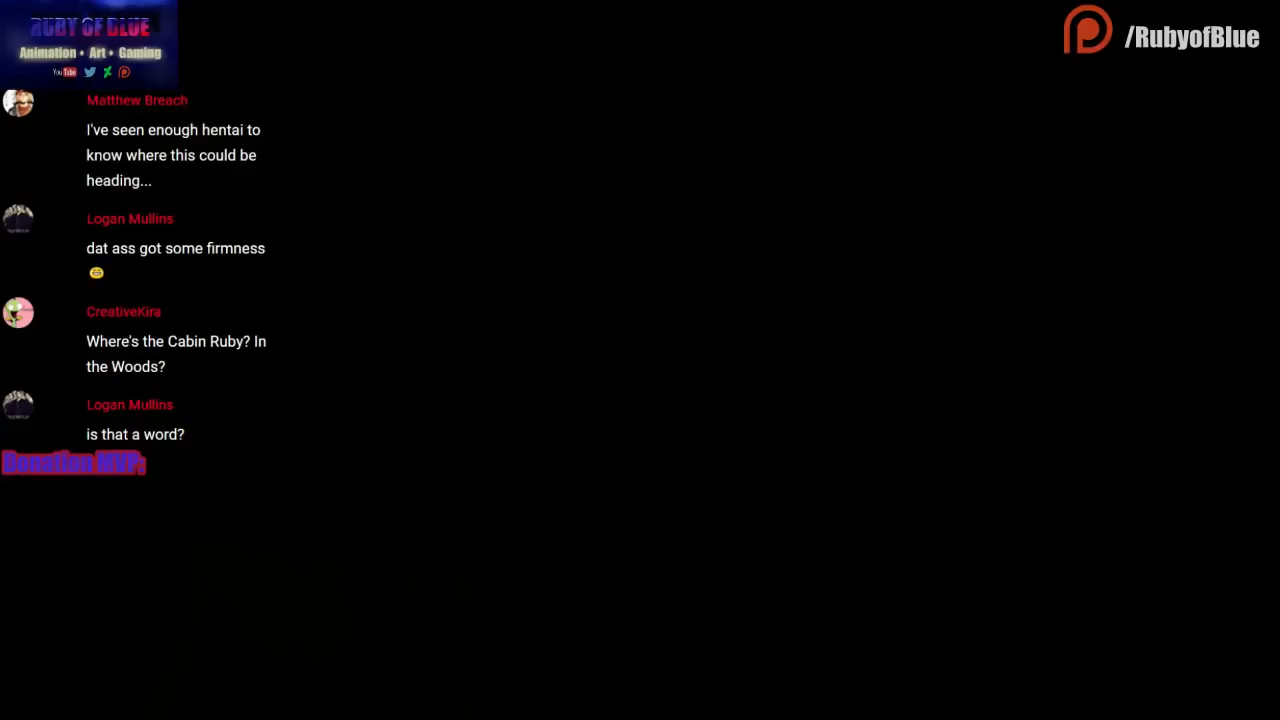 RUBY OF BLUE
Animation • Art • Gaming
YouTube
/RubyofBlue
Matthew Breach
I've seen enough hentai to
know where this could be
heading...
Logan Mullins
dat ass got some firmness
😁
CreativeKira
Where's the Cabin Ruby? In
the Woods?
Logan Mullins
is that a word?
Donation MVP: